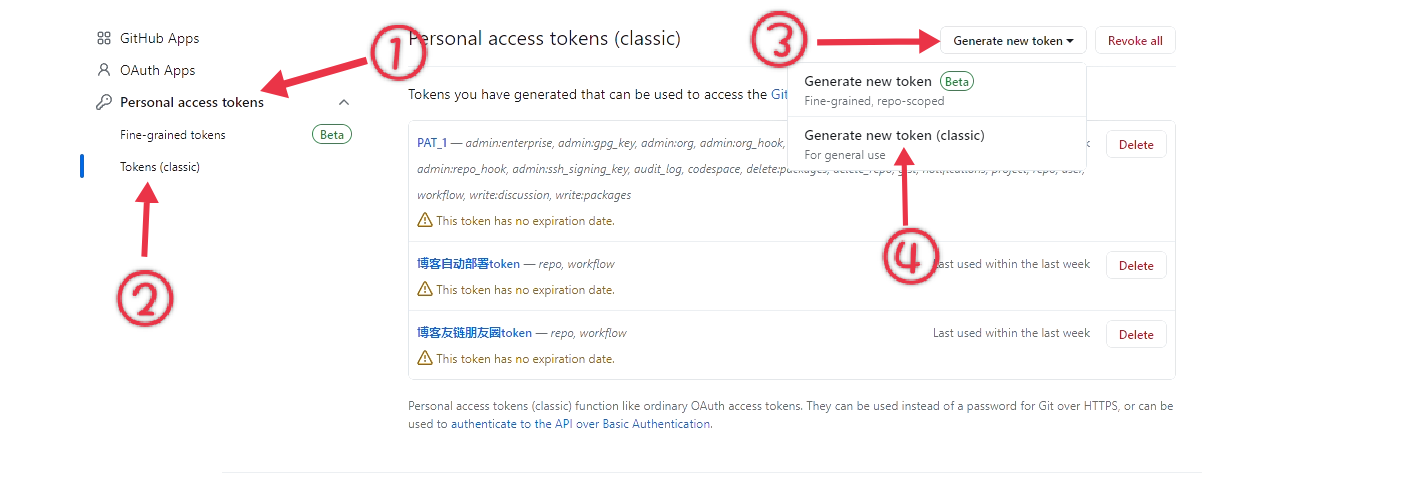 GitHub Apps
OAuth Apps
Personal access tokens
Fine-grained tokens Beta
Tokens (classic)
①
②
Personal access tokens (classic)
③
Generate new token
Revoke all
Generate new token Beta
Fine-grained, repo-scoped
Generate new token (classic)
For general use
④
Tokens you have generated that can be used to access the Git
PAT_1 — admin:enterprise, admin:gpg_key, admin:org, admin:org_hook,
k Delete
admin:repo_hook, admin:ssh_signing_key, audit_log, codespace, delete:packages, delete_repo, gist, notifications, project, repo, user,
workflow, write:discussion, write:packages
This token has no expiration date.
博客自动部署token — repo, workflow
Last used within the last week Delete
This token has no expiration date.
博客友链朋友圈token — repo, workflow
Last used within the last week Delete
This token has no expiration date.
Personal access tokens (classic) function like ordinary OAuth access tokens. They can be used instead of a password for Git over HTTPS, or can be
used to authenticate to the API over Basic Authentication.